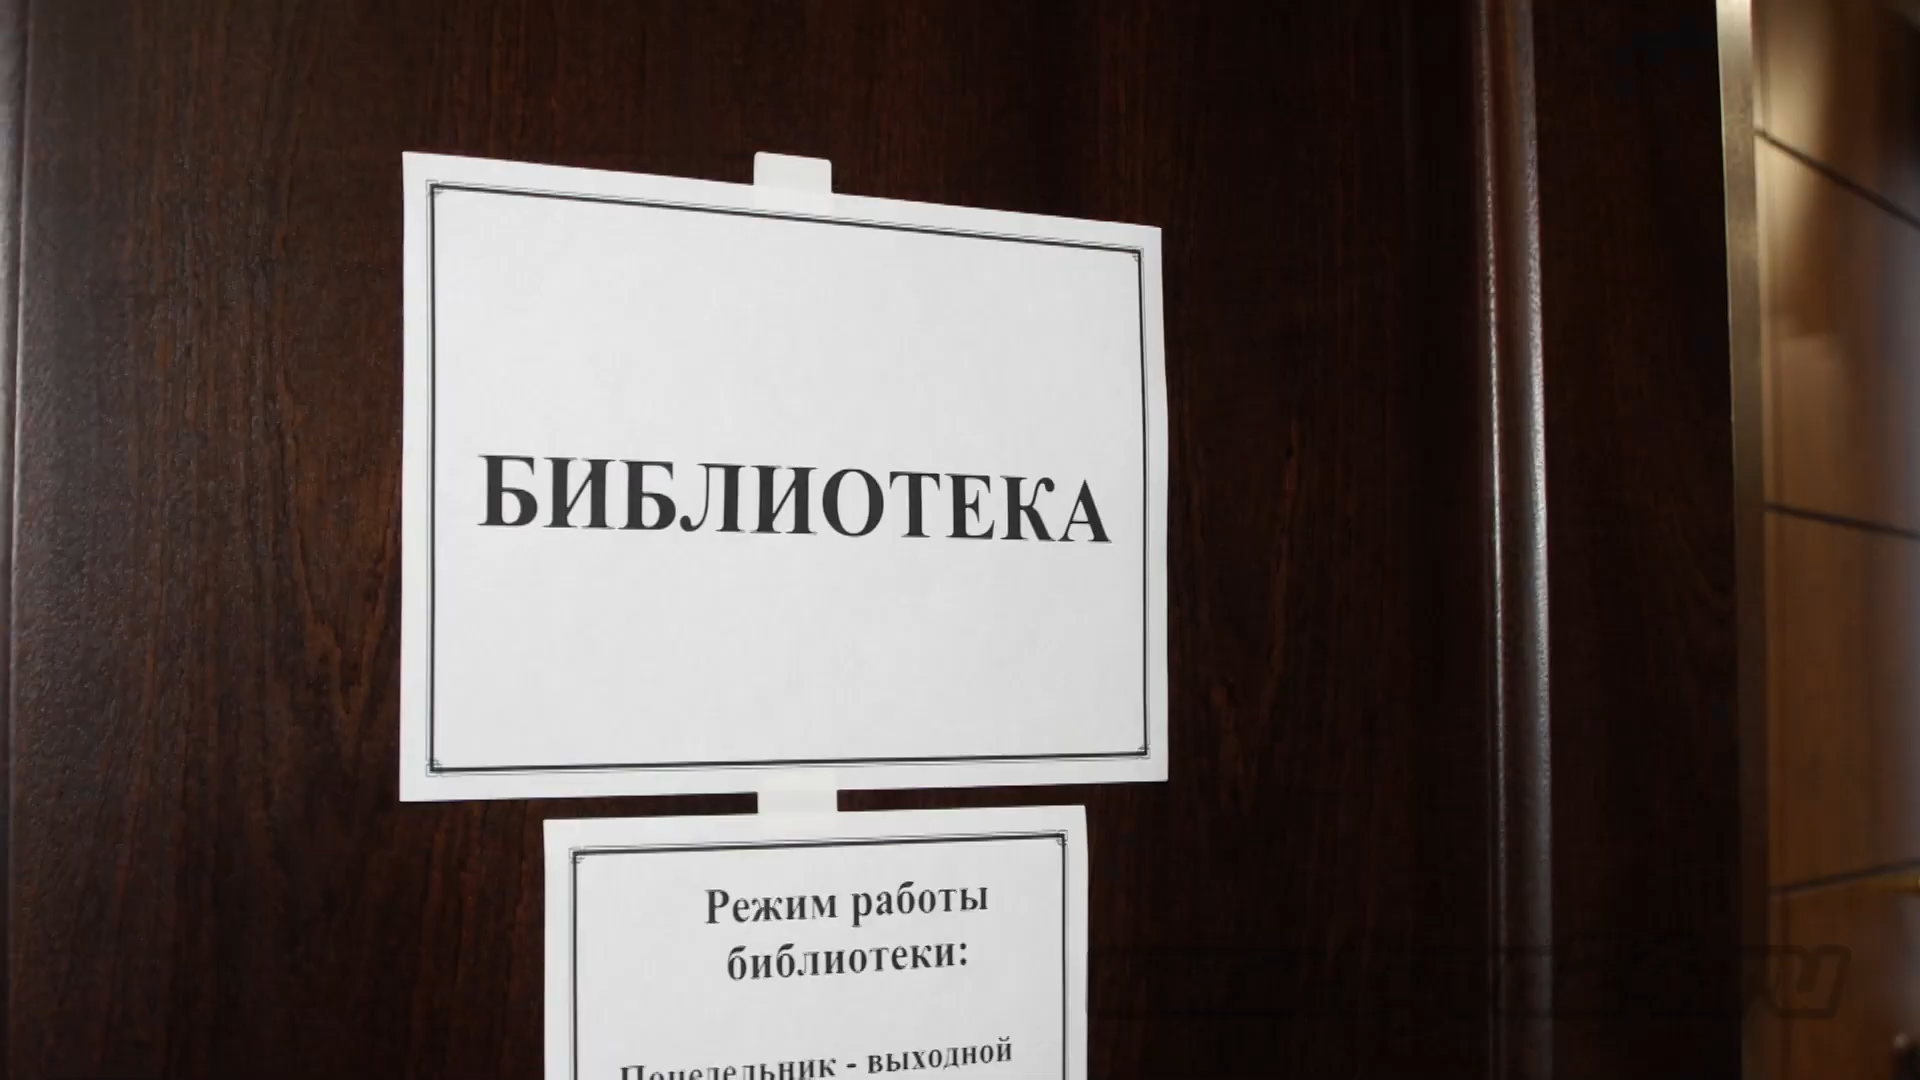 БИБЛИОТЕКА
Режим работы
библиотеки:
Понедельник - выходной